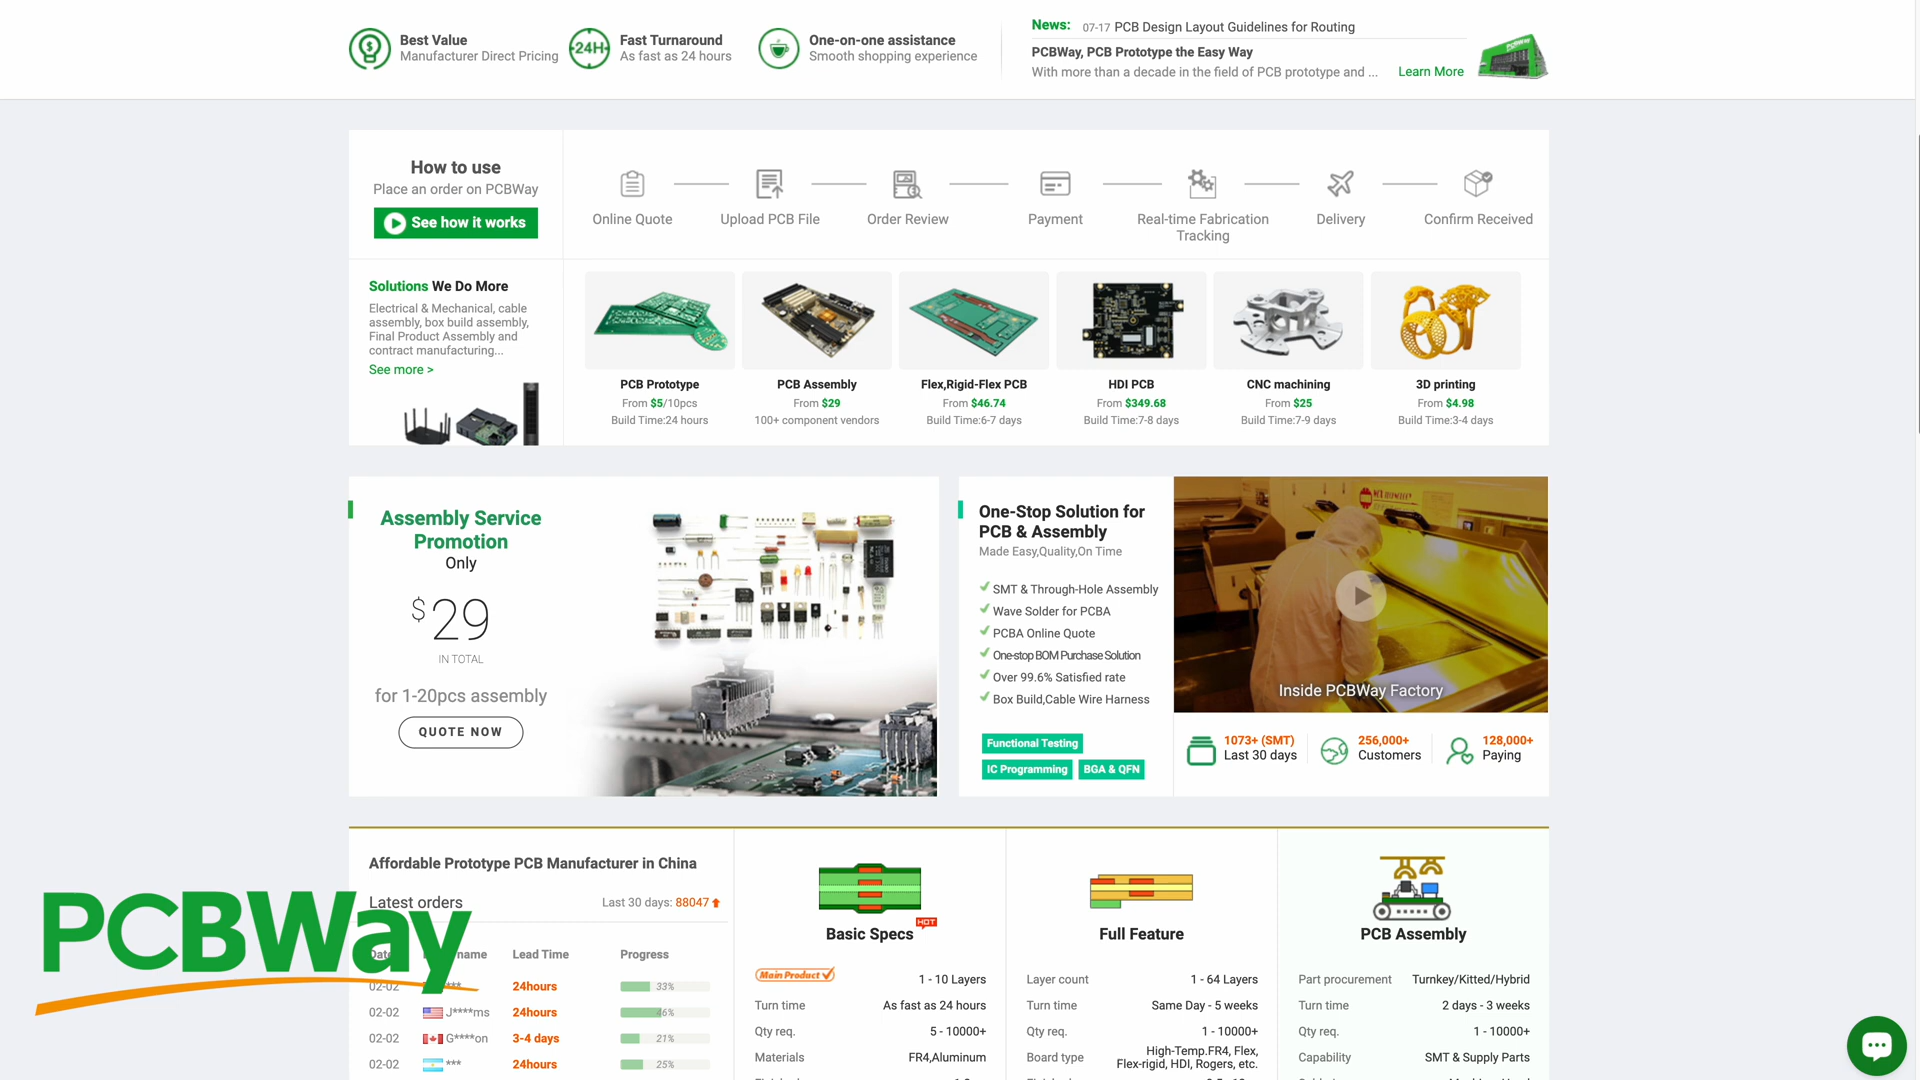 Best Value
Manufacturer Direct Pricing
24H
Fast Turnaround
As fast as 24 hours
One-on-one assistance
Smooth shopping experience
News: 07-17 PCB Design Layout Guidelines for Routing
PCBWay, PCB Prototype the Easy Way
With more than a decade in the field of PCB prototype and ... Learn More
How to use
Place an order on PCBWay
See how it works
Online Quote
Upload PCB File
Order Review
Payment
Real-time Fabrication
Tracking
Delivery
Confirm Received
Solutions We Do More
Electrical & Mechanical, cable
assembly, box build assembly,
Final Product Assembly and
contract manufacturing...
See more >
PCB Prototype
From $5/10pcs
Build Time:24 hours
PCB Assembly
From $29
100+ component vendors
Flex,Rigid-Flex PCB
From $46.74
Build Time:6-7 days
HDI PCB
From $349.68
Build Time:7-8 days
CNC machining
From $25
Build Time:7-9 days
3D printing
From $4.98
Build Time:3-4 days
Assembly Service
Promotion
Only
$29
IN TOTAL
for 1-20pcs assembly
QUOTE NOW
One-Stop Solution for
PCB & Assembly
Made Easy,Quality,On Time
SMT & Through-Hole Assembly
Wave Solder for PCBA
PCBA Online Quote
One-stop BOM Purchase Solution
Over 99.6% Satisfied rate
Box Build,Cable Wire Harness
Functional Testing
IC Programming BGA & QFN
Inside PCBWay Factory
1073+ (SMT)
Last 30 days
256,000+
Customers
128,000+
Paying
Affordable Prototype PCB Manufacturer in China
Latest orders Last 30 days: 88047
PCBWay
Date name Lead Time Progress
02-02 *** 24hours 33%
02-02 J****ms 24hours 46%
02-02 G****on 3-4 days 21%
02-02 *** 24hours 25%
HOT
Basic Specs
Main Product 1 - 10 Layers
Turn time As fast as 24 hours
Qty req. 5 - 10000+
Materials FR4,Aluminum
Full Feature
Layer count 1 - 64 Layers
Turn time Same Day - 5 weeks
Qty req. 1 - 10000+
Board type High-Temp.FR4, Flex,
Flex-rigid, HDI, Rogers, etc.
PCB Assembly
Part procurement Turnkey/Kitted/Hybrid
Turn time 2 days - 3 weeks
Qty req. 1 - 10000+
Capability SMT & Supply Parts